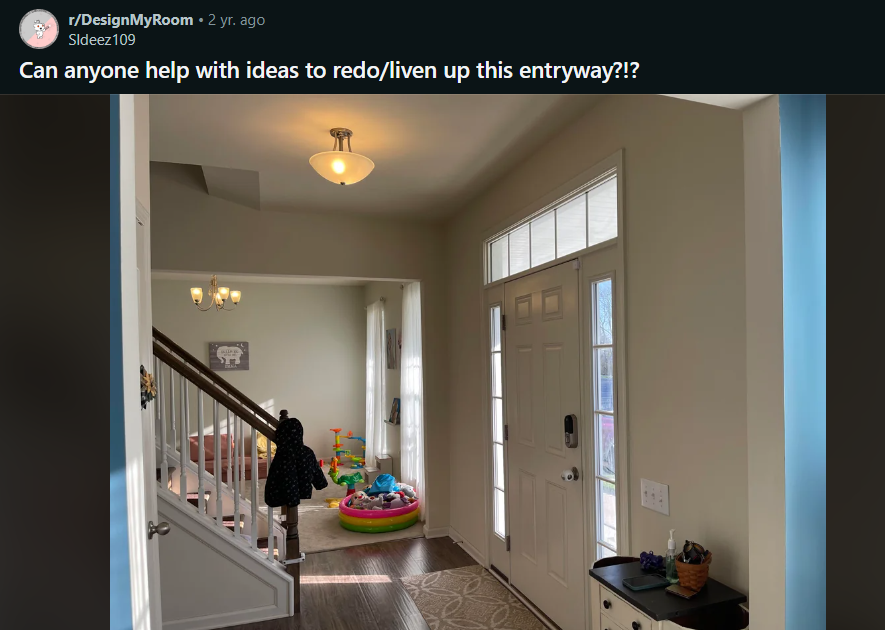 r/DesignMyRoom • 2 yr. ago
Sldeez109
Can anyone help with ideas to redo/liven up this entryway?!?